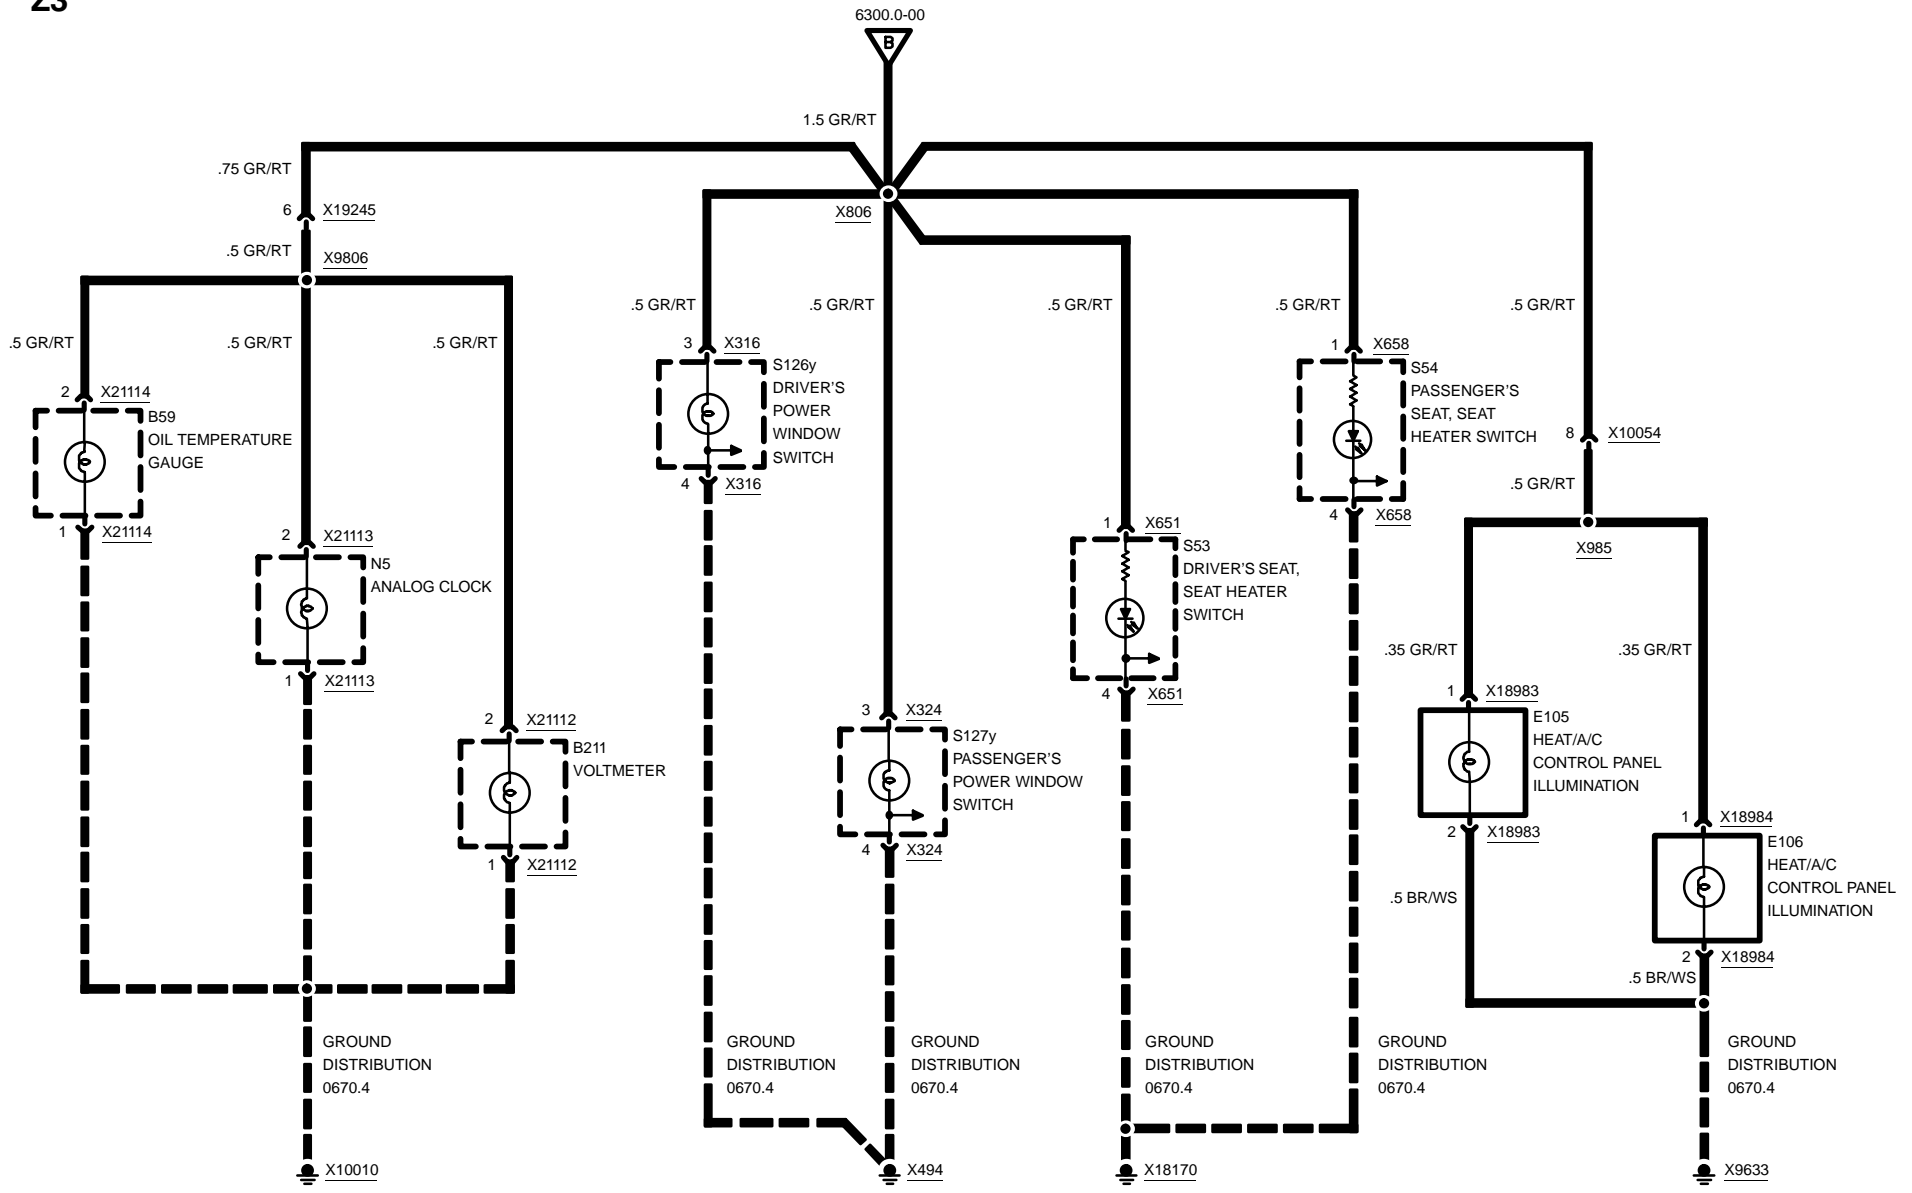 Z3
6300.0-00
B
1.5 GR/RT
.75 GR/RT
6 X19245
X806
.5 GR/RT
X9806
.5 GR/RT
.5 GR/RT
.5 GR/RT
.5 GR/RT
.5 GR/RT
.5 GR/RT
.5 GR/RT
.5 GR/RT
3 X316
1 X658
S126y
DRIVER'S
POWER
WINDOW
SWITCH
4 X316
S54
PASSENGER'S
SEAT, SEAT
HEATER SWITCH
4 X658
2 X21114
B59
OIL TEMPERATURE
GAUGE
1 X21114
8 X10054
.5 GR/RT
X985
2 X21113
N5
ANALOG CLOCK
1 X21113
1 X651
S53
DRIVER'S SEAT,
SEAT HEATER
SWITCH
4 X651
.35 GR/RT
.35 GR/RT
2 X21112
B211
VOLTMETER
1 X21112
3 X324
S127y
PASSENGER'S
POWER WINDOW
SWITCH
4 X324
1 X18983
E105
HEAT/A/C
CONTROL PANEL
ILLUMINATION
2 X18983
1 X18984
E106
HEAT/A/C
CONTROL PANEL
ILLUMINATION
2 X18984
.5 BR/WS
.5 BR/WS
GROUND
DISTRIBUTION
0670.4
GROUND
DISTRIBUTION
0670.4
GROUND
DISTRIBUTION
0670.4
GROUND
DISTRIBUTION
0670.4
GROUND
DISTRIBUTION
0670.4
GROUND
DISTRIBUTION
0670.4
X10010
X494
X18170
X9633